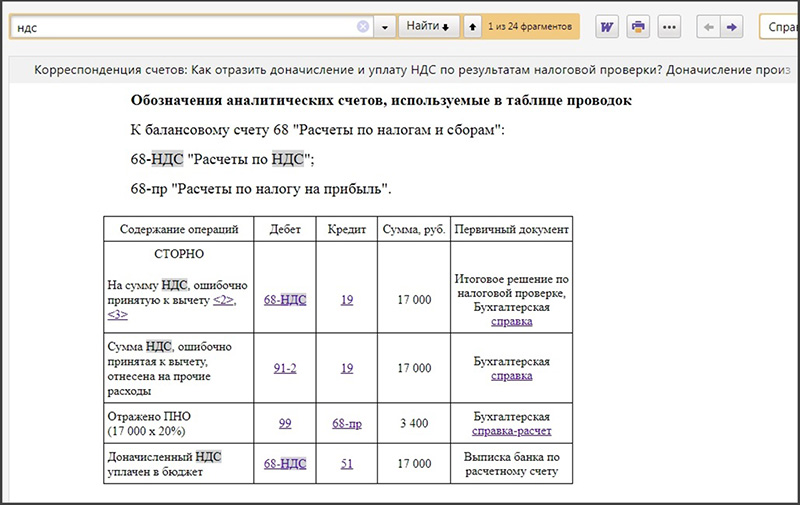 ндс
Найти
1 из 24 фрагментов
W
Справ
Корреспонденция счетов: Как отразить доначисление и уплату НДС по результатам налоговой проверки? Доначисление произ
Обозначения аналитических счетов, используемые в таблице проводок
К балансовому счету 68 "Расчеты по налогам и сборам":
68-НДС "Расчеты по НДС";
68-пр "Расчеты по налогу на прибыль".
Содержание операций Дебет Кредит Сумма, руб. Первичный документ
СТОРНО
На сумму НДС, ошибочно
принятую к вычету <2>,
<3>
68-НДС
19
17 000
Итоговое решение по
налоговой проверке,
Бухгалтерская
справка
Сумма НДС, ошибочно
принятая к вычету,
отнесена на прочие
расходы
91-2
19
17 000
Бухгалтерская
справка
Отражено ПНО
(17 000 x 20%)
99
68-пр
3 400
Бухгалтерская
справка-расчет
Доначисленный НДС
уплачен в бюджет
68-НДС
51
17 000
Выписка банка по
расчетному счету